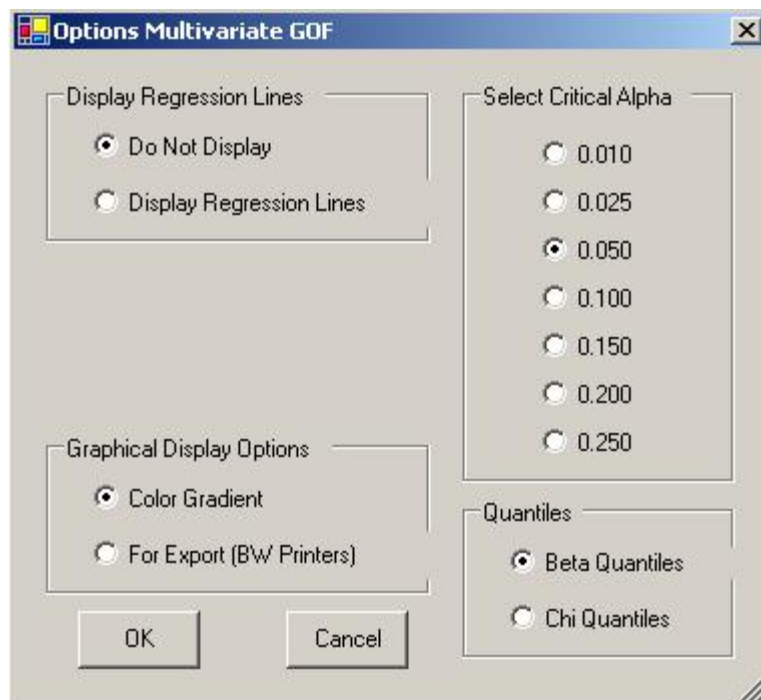 Options Multivariate GOF
Display Regression Lines
Do Not Display
Display Regression Lines
Select Critical Alpha
0.010
0.025
0.050
0.100
0.150
0.200
0.250
Graphical Display Options
Color Gradient
For Export (BW Printers)
Quantiles
Beta Quantiles
Chi Quantiles
OK
Cancel